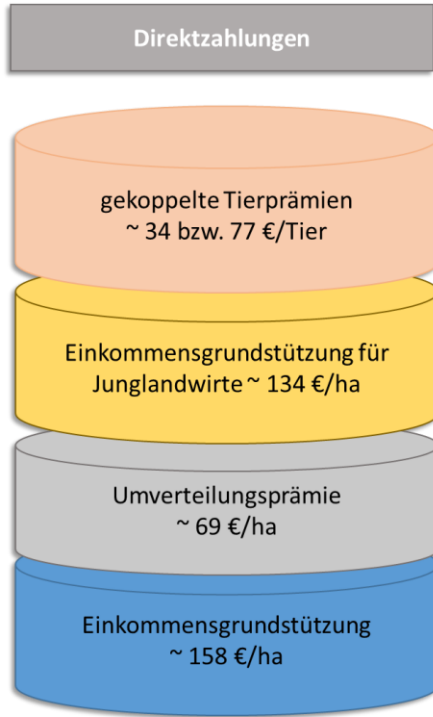 Direktzahlungen
gekoppelte Tierprämien
~ 34 bzw. 77 €/Tier
Einkommensgrundstützung für
Junglandwirte ~ 134 €/ha
Umverteilungsprämie
~ 69 €/ha
Einkommensgrundstützung
~ 158 €/ha